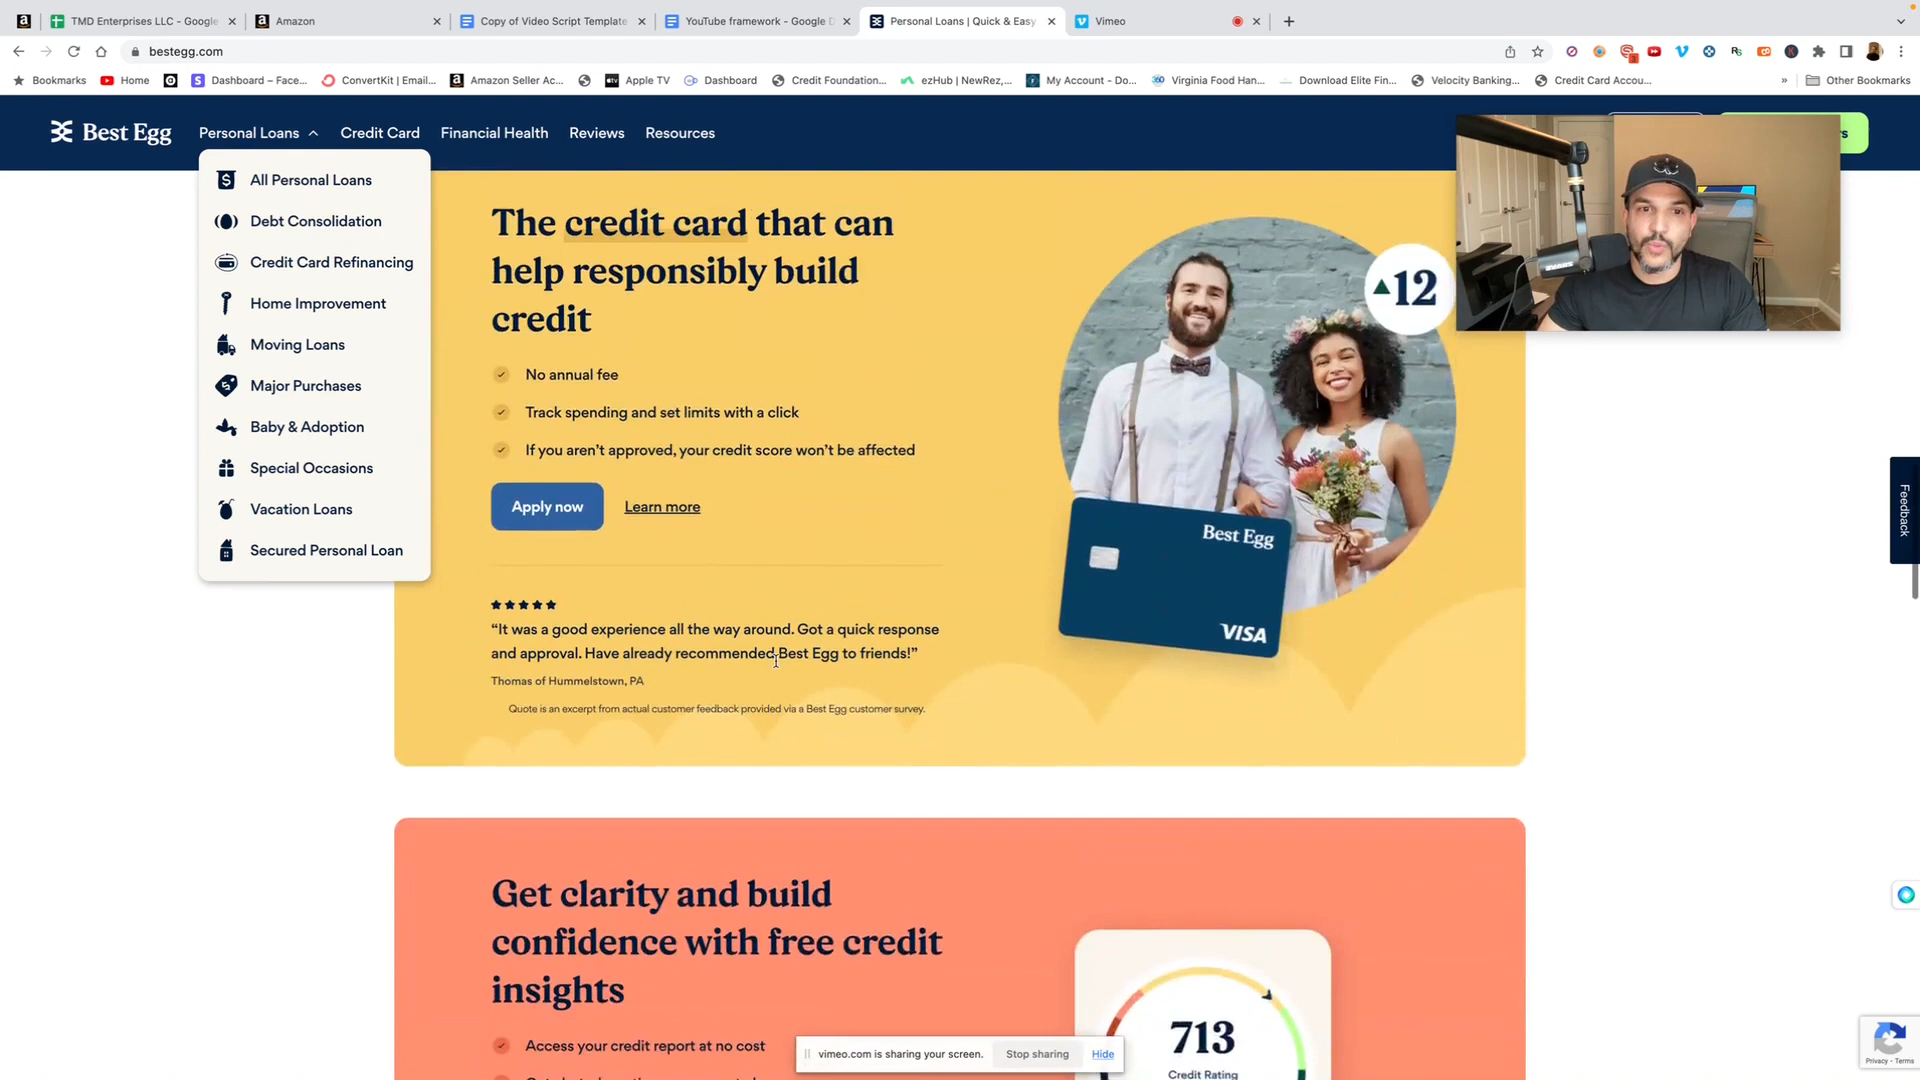 TMD Enterprises LLC - Google
Amazon
Copy of Video Script Template
YouTube framework - Google D
Personal Loans | Quick & Easy
Vimeo
bestegg.com
Bookmarks
Home
Dashboard – Face...
ConvertKit | Email...
Amazon Seller Ac...
Apple TV
Dashboard
Credit Foundation...
ezHub | NewRez,...
My Account - Do...
Virginia Food Han...
Download Elite Fin...
Velocity Banking...
Credit Card Accou...
Other Bookmarks
Best Egg
Personal Loans
Credit Card
Financial Health
Reviews
Resources
All Personal Loans
Debt Consolidation
Credit Card Refinancing
Home Improvement
Moving Loans
Major Purchases
Baby & Adoption
Special Occasions
Vacation Loans
Secured Personal Loan
The credit card that can
help responsibly build
credit
No annual fee
Track spending and set limits with a click
If you aren’t approved, your credit score won’t be affected
Apply now
Learn more
“It was a good experience all the way around. Got a quick response
and approval. Have already recommended Best Egg to friends!”
Thomas of Hummelstown, PA
Quote is an excerpt from actual customer feedback provided via a Best Egg customer survey.
12
Best Egg
VISA
Feedback
Get clarity and build
confidence with free credit
insights
Access your credit report at no cost
713
Credit Rating
vimeo.com is sharing your screen.
Stop sharing
Hide
Privacy - Terms